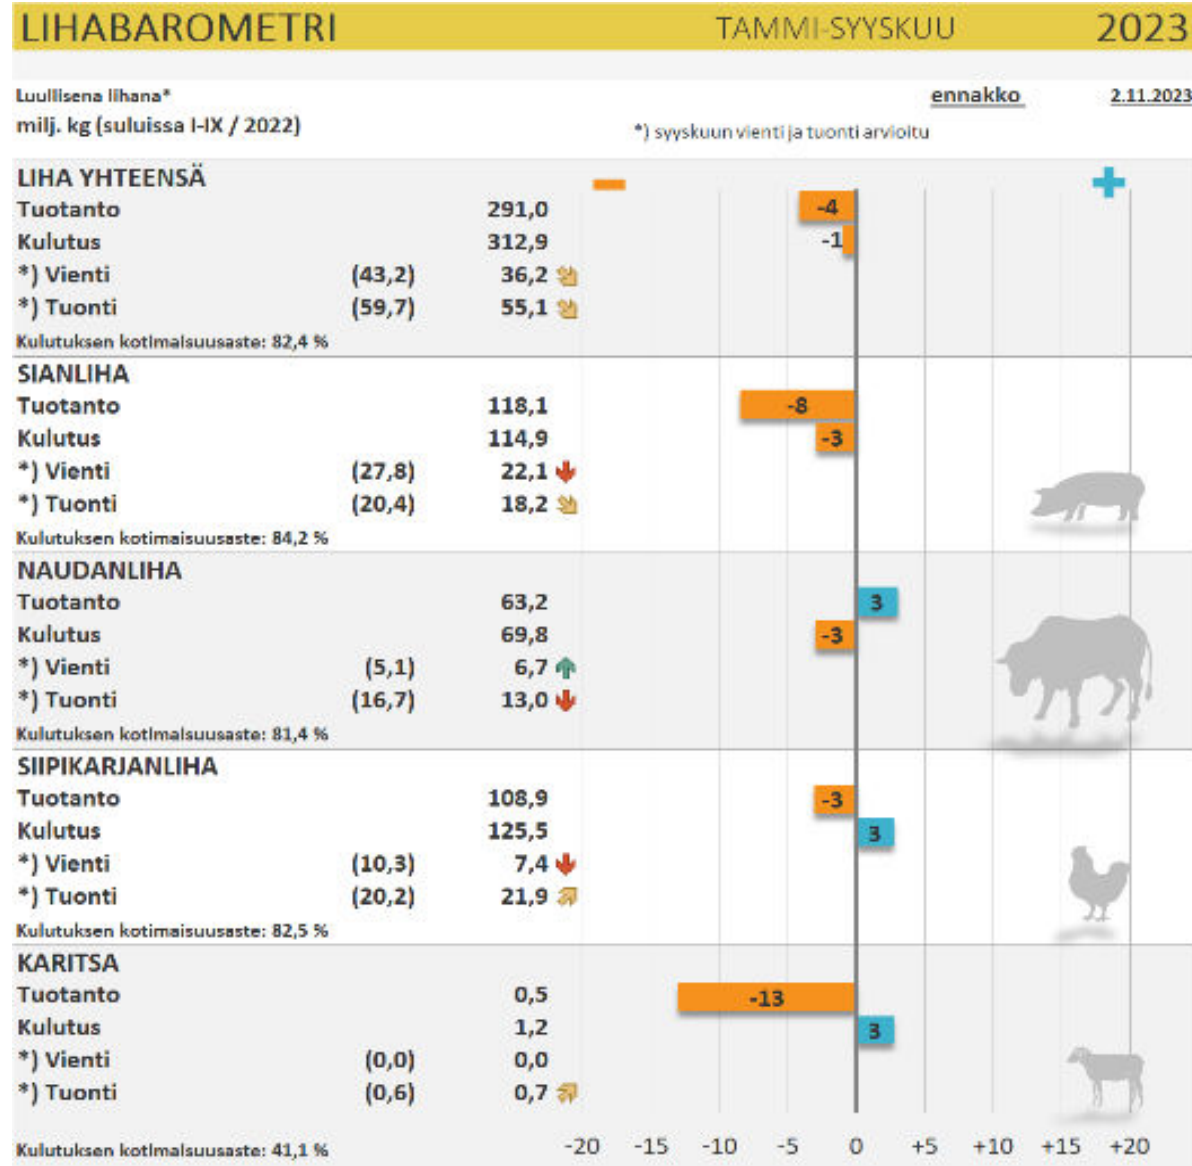 LIHABAROMETRI TAMMI-SYYSKUU 2023
Luullisena lihana* ennakko 2.11.2023
milj. kg (suluissa I-IX / 2022) *) syyskuun vienti ja tuonti arvioitu
LIHA YHTEENSÄ
Tuotanto 291,0 -4
Kulutus 312,9 -1
*) Vienti (43,2) 36,2
*) Tuonti (59,7) 55,1
Kulutuksen kotimaisuusaste: 82,4 %
SIANLIHA
Tuotanto 118,1 -8
Kulutus 114,9 -3
*) Vienti (27,8) 22,1
*) Tuonti (20,4) 18,2
Kulutuksen kotimaisuusaste: 84,2 %
NAUDANLIHA
Tuotanto 63,2 3
Kulutus 69,8 -3
*) Vienti (5,1) 6,7
*) Tuonti (16,7) 13,0
Kulutuksen kotimaisuusaste: 81,4 %
SIIPIKARJANLIHA
Tuotanto 108,9 -3
Kulutus 125,5 3
*) Vienti (10,3) 7,4
*) Tuonti (20,2) 21,9
Kulutuksen kotimaisuusaste: 82,5 %
KARITSA
Tuotanto 0,5 -13
Kulutus 1,2 3
*) Vienti (0,0) 0,0
*) Tuonti (0,6) 0,7
Kulutuksen kotimaisuusaste: 41,1 % -20 -15 -10 -5 0 +5 +10 +15 +20